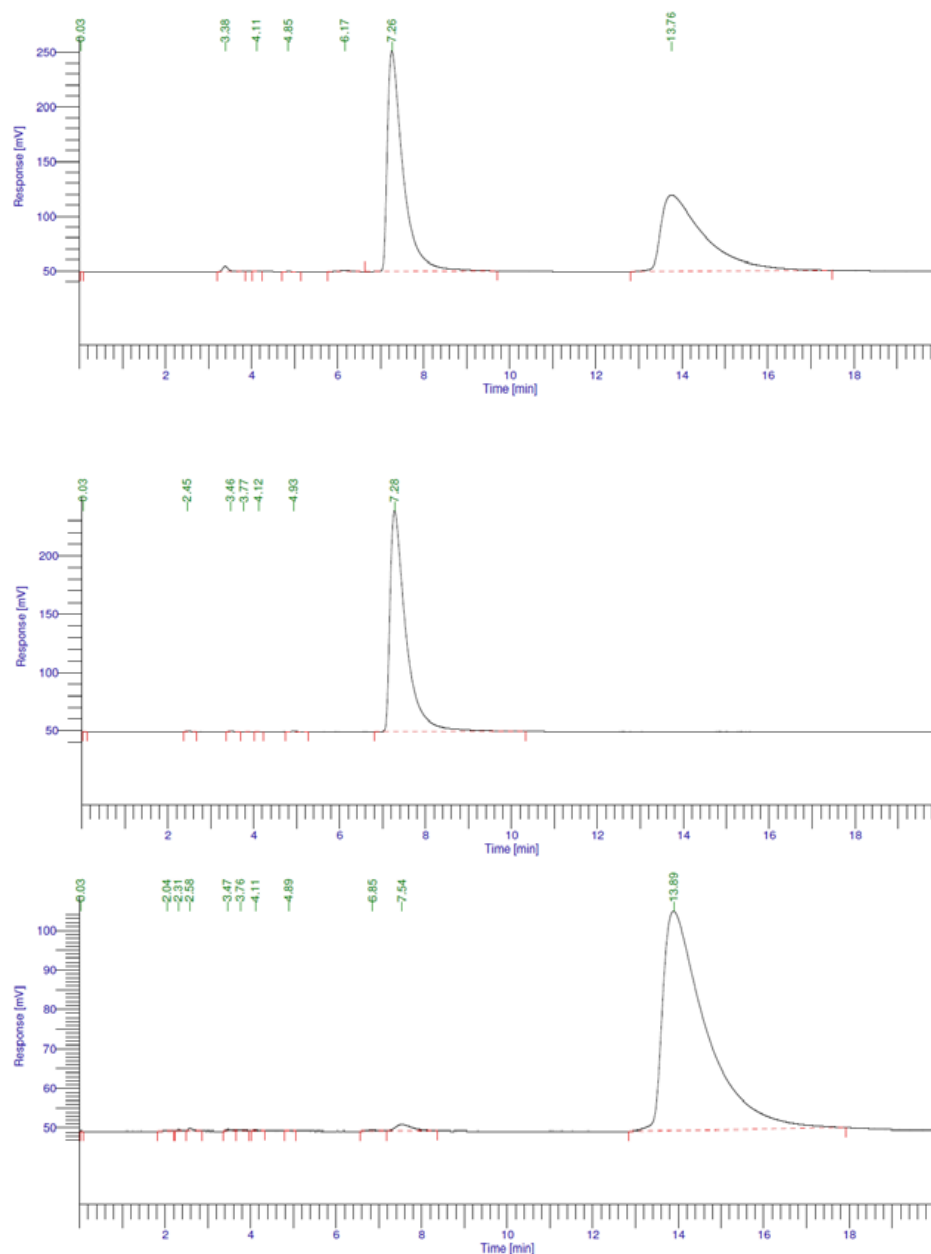 0.03 3.38 4.11 4.85 6.17 7.26 13.76
Response [mV]
250
200
150
100
50
2 4 6 8 10 12 14 16 18
Time [min]
0.03 2.45 3.46 3.77 4.12 4.93 7.28
Response [mV]
200
150
100
50
2 4 6 8 10 12 14 16 18
Time [min]
0.03 2.04 2.31 2.58 3.47 3.76 4.11 4.89 6.85 7.54 13.89
Response [mV]
100
90
80
70
60
50
2 4 6 8 10 12 14 16 18
Time [min]